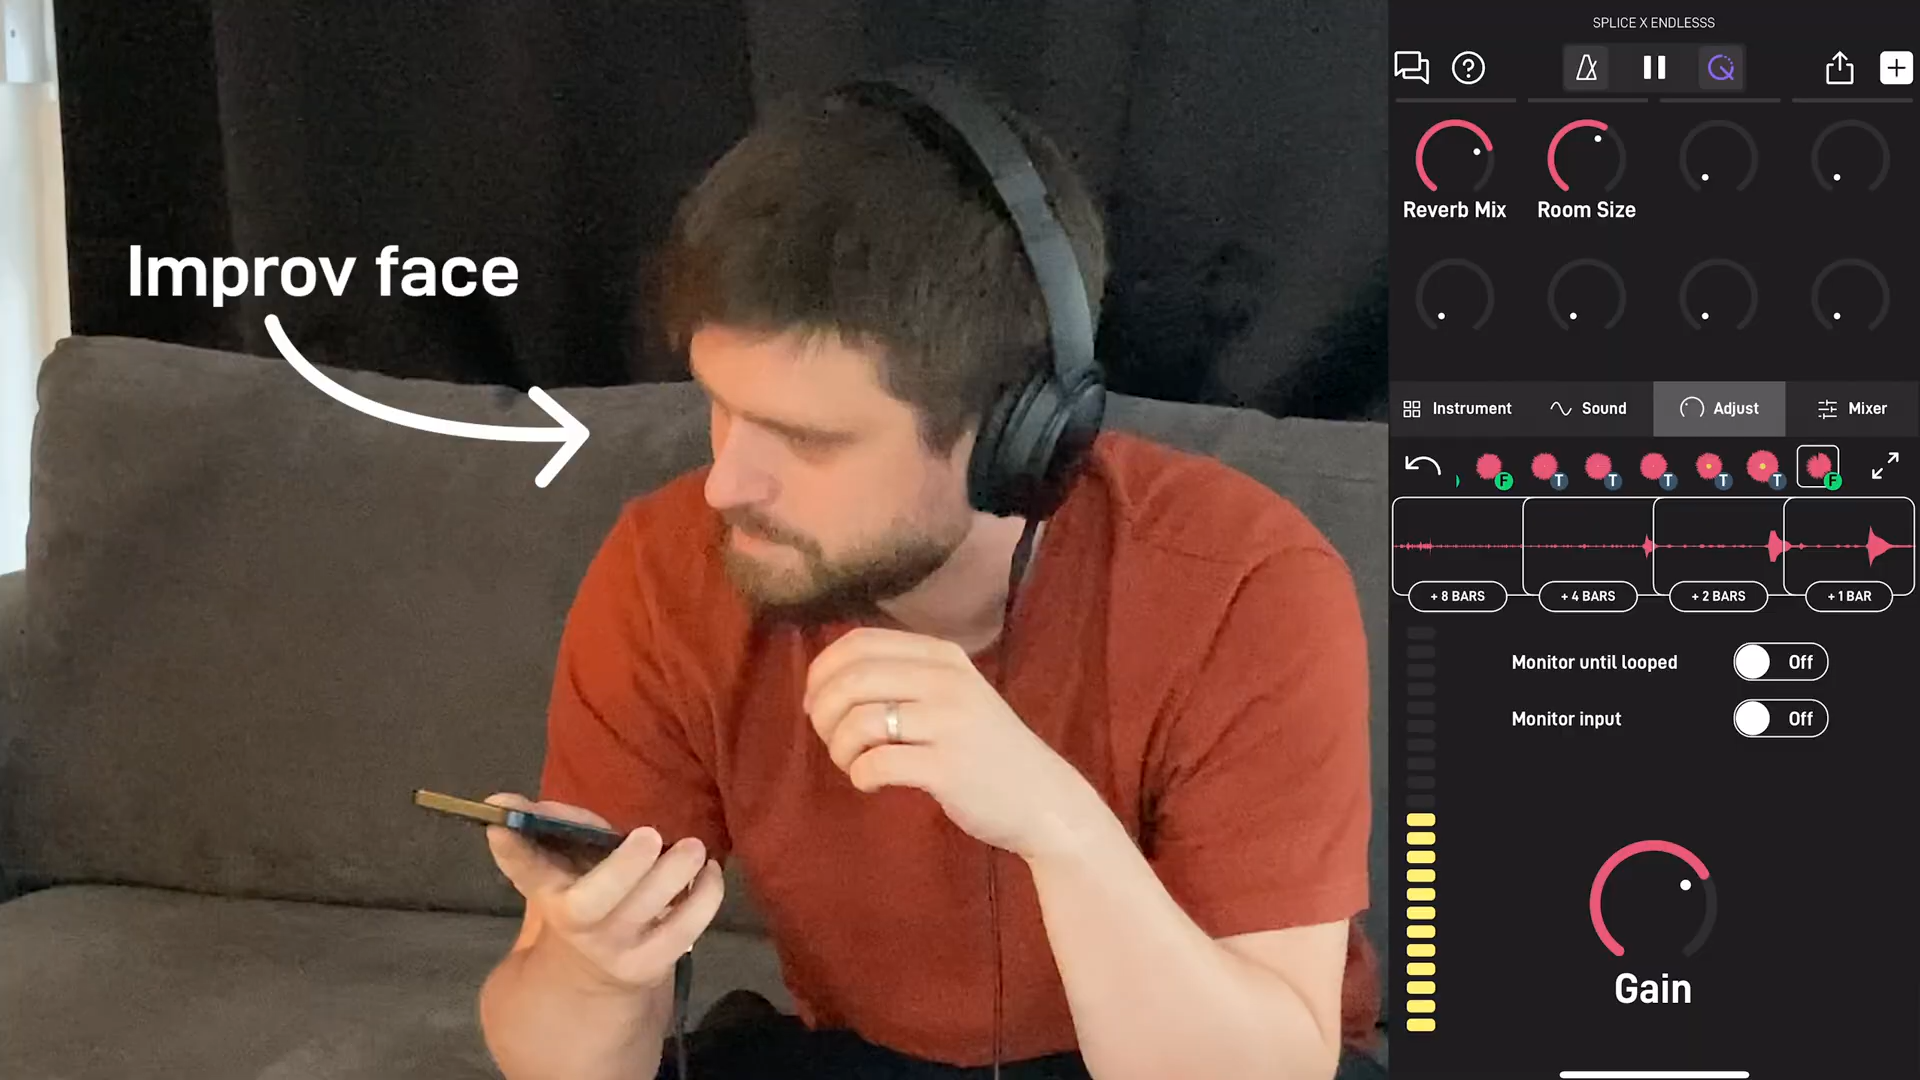 SPLICE X ENDLESSS
Improv face
Reverb Mix
Room Size
Instrument
Sound
Adjust
Mixer
F
T
T
T
T
T
F
+ 8 BARS
+ 4 BARS
+ 2 BARS
+ 1 BAR
Monitor until looped
Off
Monitor input
Off
Gain